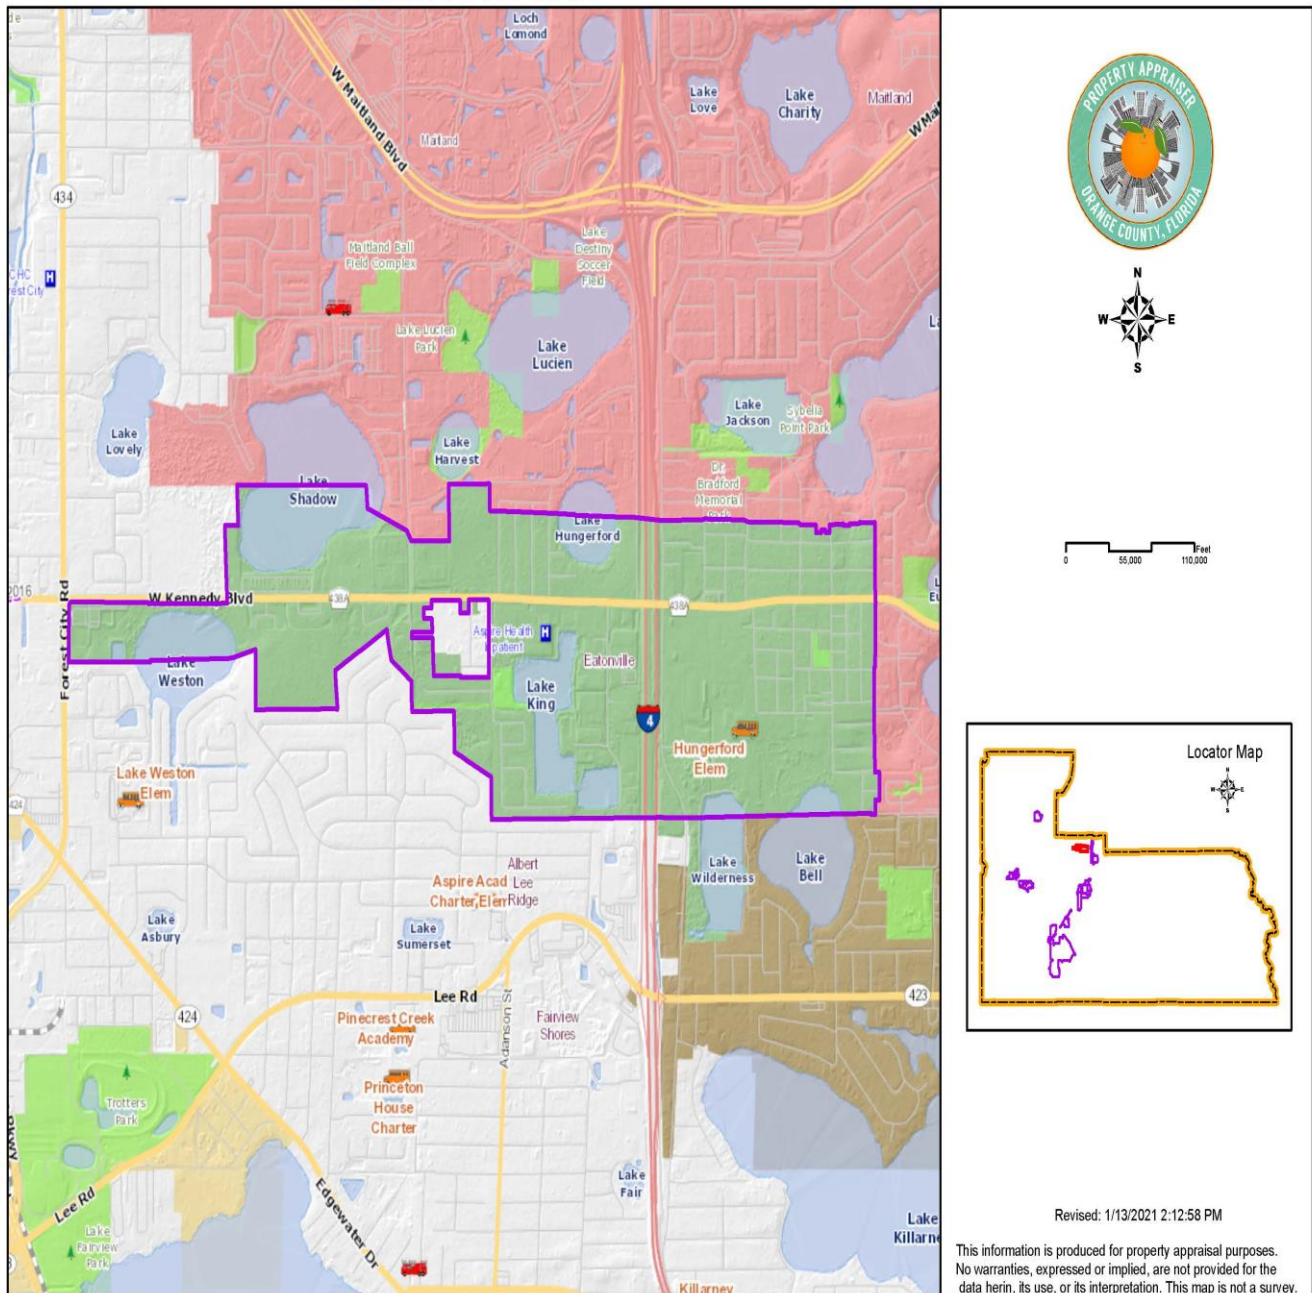 Loch
Lomond
W Maitland Blvd
Maitland
Lake
Love
Lake
Charity
Maitland
434
Maitland Ball
Field Complex
Lake
Destiny
Soccer
Field
Lake Lucien
Park
Lake
Lucien
Lake
Lovely
Lake
Harvest
Lake
Jackson
Sybelia
Point Park
Lake
Shadow
Dr
Bradford
Memorial
Park
Lake
Hungerford
2016
W Kennedy Blvd
438A
438A
Forest City Rd
Aspire Health
H
Eatonville
Lake
Weston
Lake
King
4
Hungerford
Elem
Lake Weston
Elem
424
Albert
Lee
Ridge
Aspire Acad
Charter,Elem
Lake
Wilderness
Lake
Bell
Lake
Asbury
Lake
Sumerset
Lee Rd
423
424
Pinecrest Creek
Academy
Adanson St
Fairview
Shores
Princeton
House
Charter
Trotters
Park
Lee Rd
Edgewater Dr
Lake
Fair
Lake
Fairview
Park
Lake
Killarne
Killarney
PROPERTY APPRAISER
ORANGE COUNTY, FLORIDA
N
W E
S
0 55,000 110,000 Feet
Locator Map
N
W E
S
Revised: 1/13/2021 2:12:58 PM
This information is produced for property appraisal purposes.
No warranties, expressed or implied, are not provided for the
data herin, its use, or its interpretation. This map is not a survey.